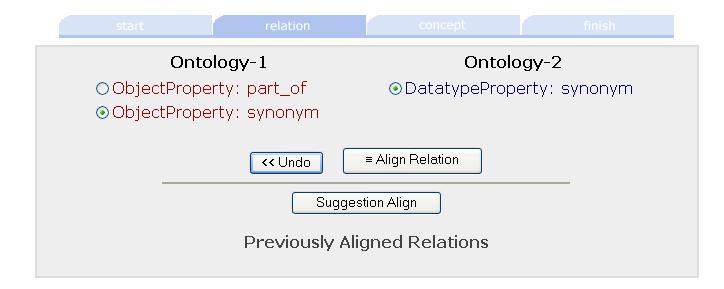 start relation concept finish
Ontology-1 Ontology-2
ObjectProperty: part_of DatatypeProperty: synonym
ObjectProperty: synonym
<< Undo ≡ Align Relation
Suggestion Align
Previously Aligned Relations